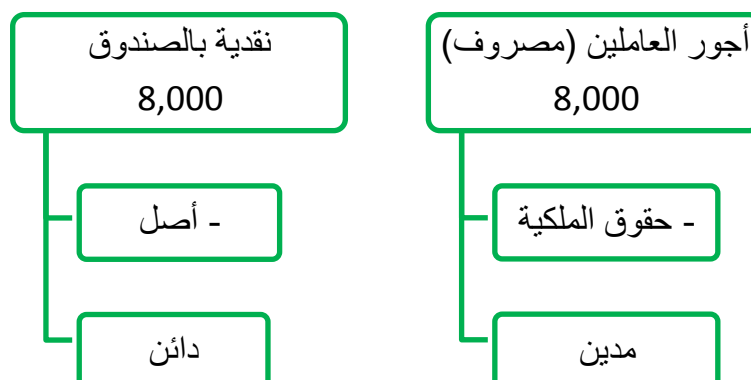 أجور العاملين (مصروف)
8,000
- حقوق الملكية
مدين
نقدية بالصندوق
8,000
- أصل
دائن